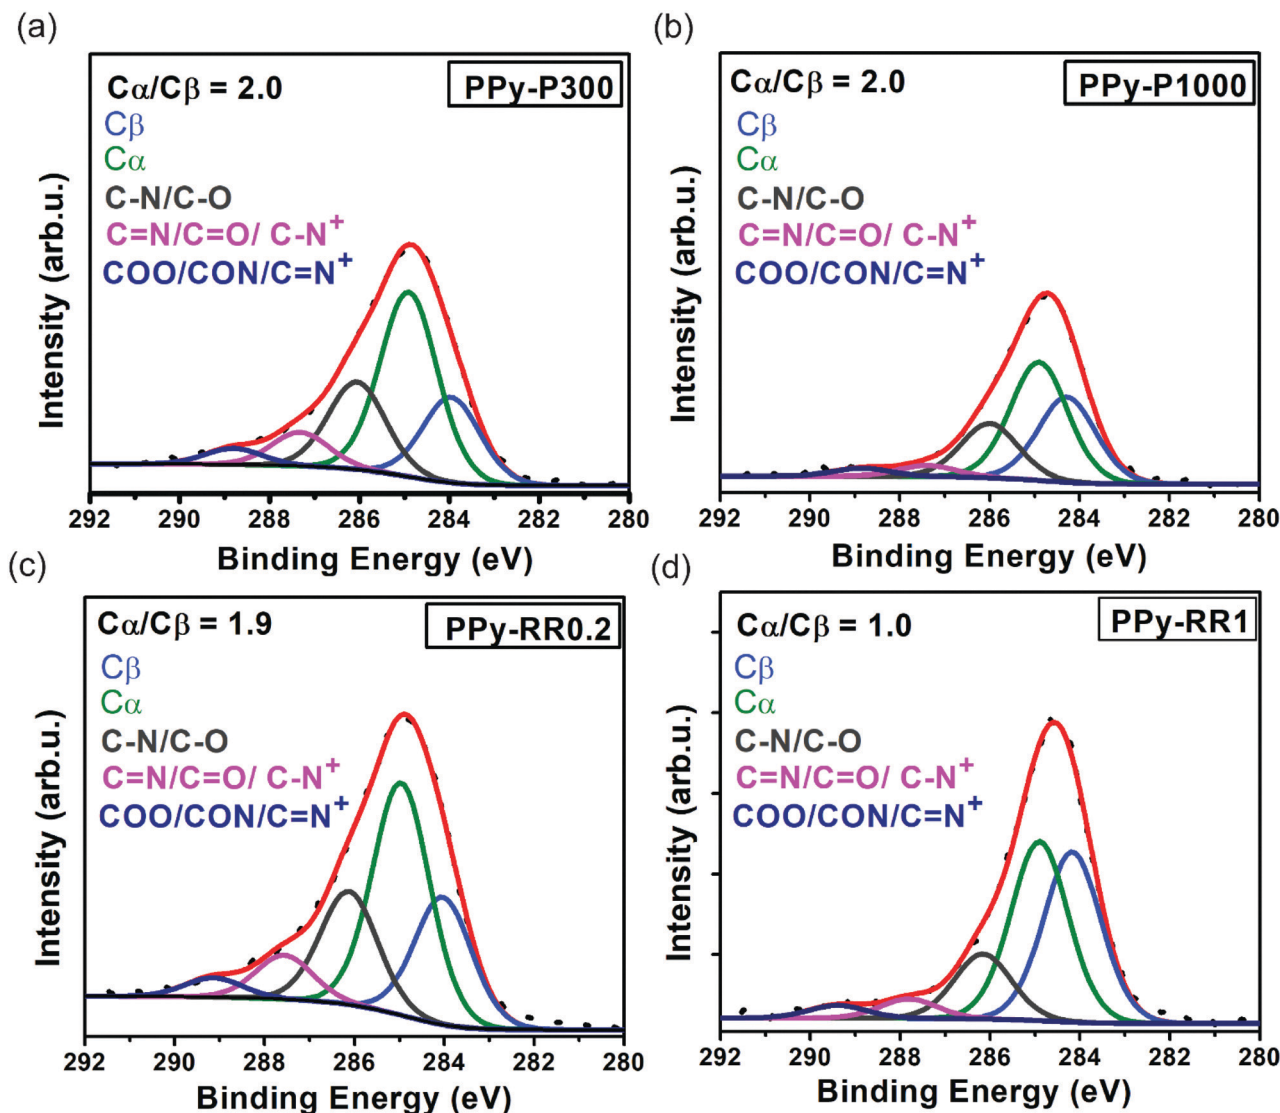 (a)
Cα/Cβ = 2.0
PPy-P300
Cβ
Cα
C-N/C-O
C=N/C=O/ C-N⁺
COO/CON/C=N⁺
Intensity (arb.u.)
292 290 288 286 284 282 280
Binding Energy (eV)
(b)
Cα/Cβ = 2.0
PPy-P1000
Cβ
Cα
C-N/C-O
C=N/C=O/ C-N⁺
COO/CON/C=N⁺
Intensity (arb.u.)
292 290 288 286 284 282 280
Binding Energy (eV)
(c)
Cα/Cβ = 1.9
PPy-RR0.2
Cβ
Cα
C-N/C-O
C=N/C=O/ C-N⁺
COO/CON/C=N⁺
Intensity (arb.u.)
292 290 288 286 284 282 280
Binding Energy (eV)
(d)
Cα/Cβ = 1.0
PPy-RR1
Cβ
Cα
C-N/C-O
C=N/C=O/ C-N⁺
COO/CON/C=N⁺
Intensity (arb.u.)
292 290 288 286 284 282 280
Binding Energy (eV)